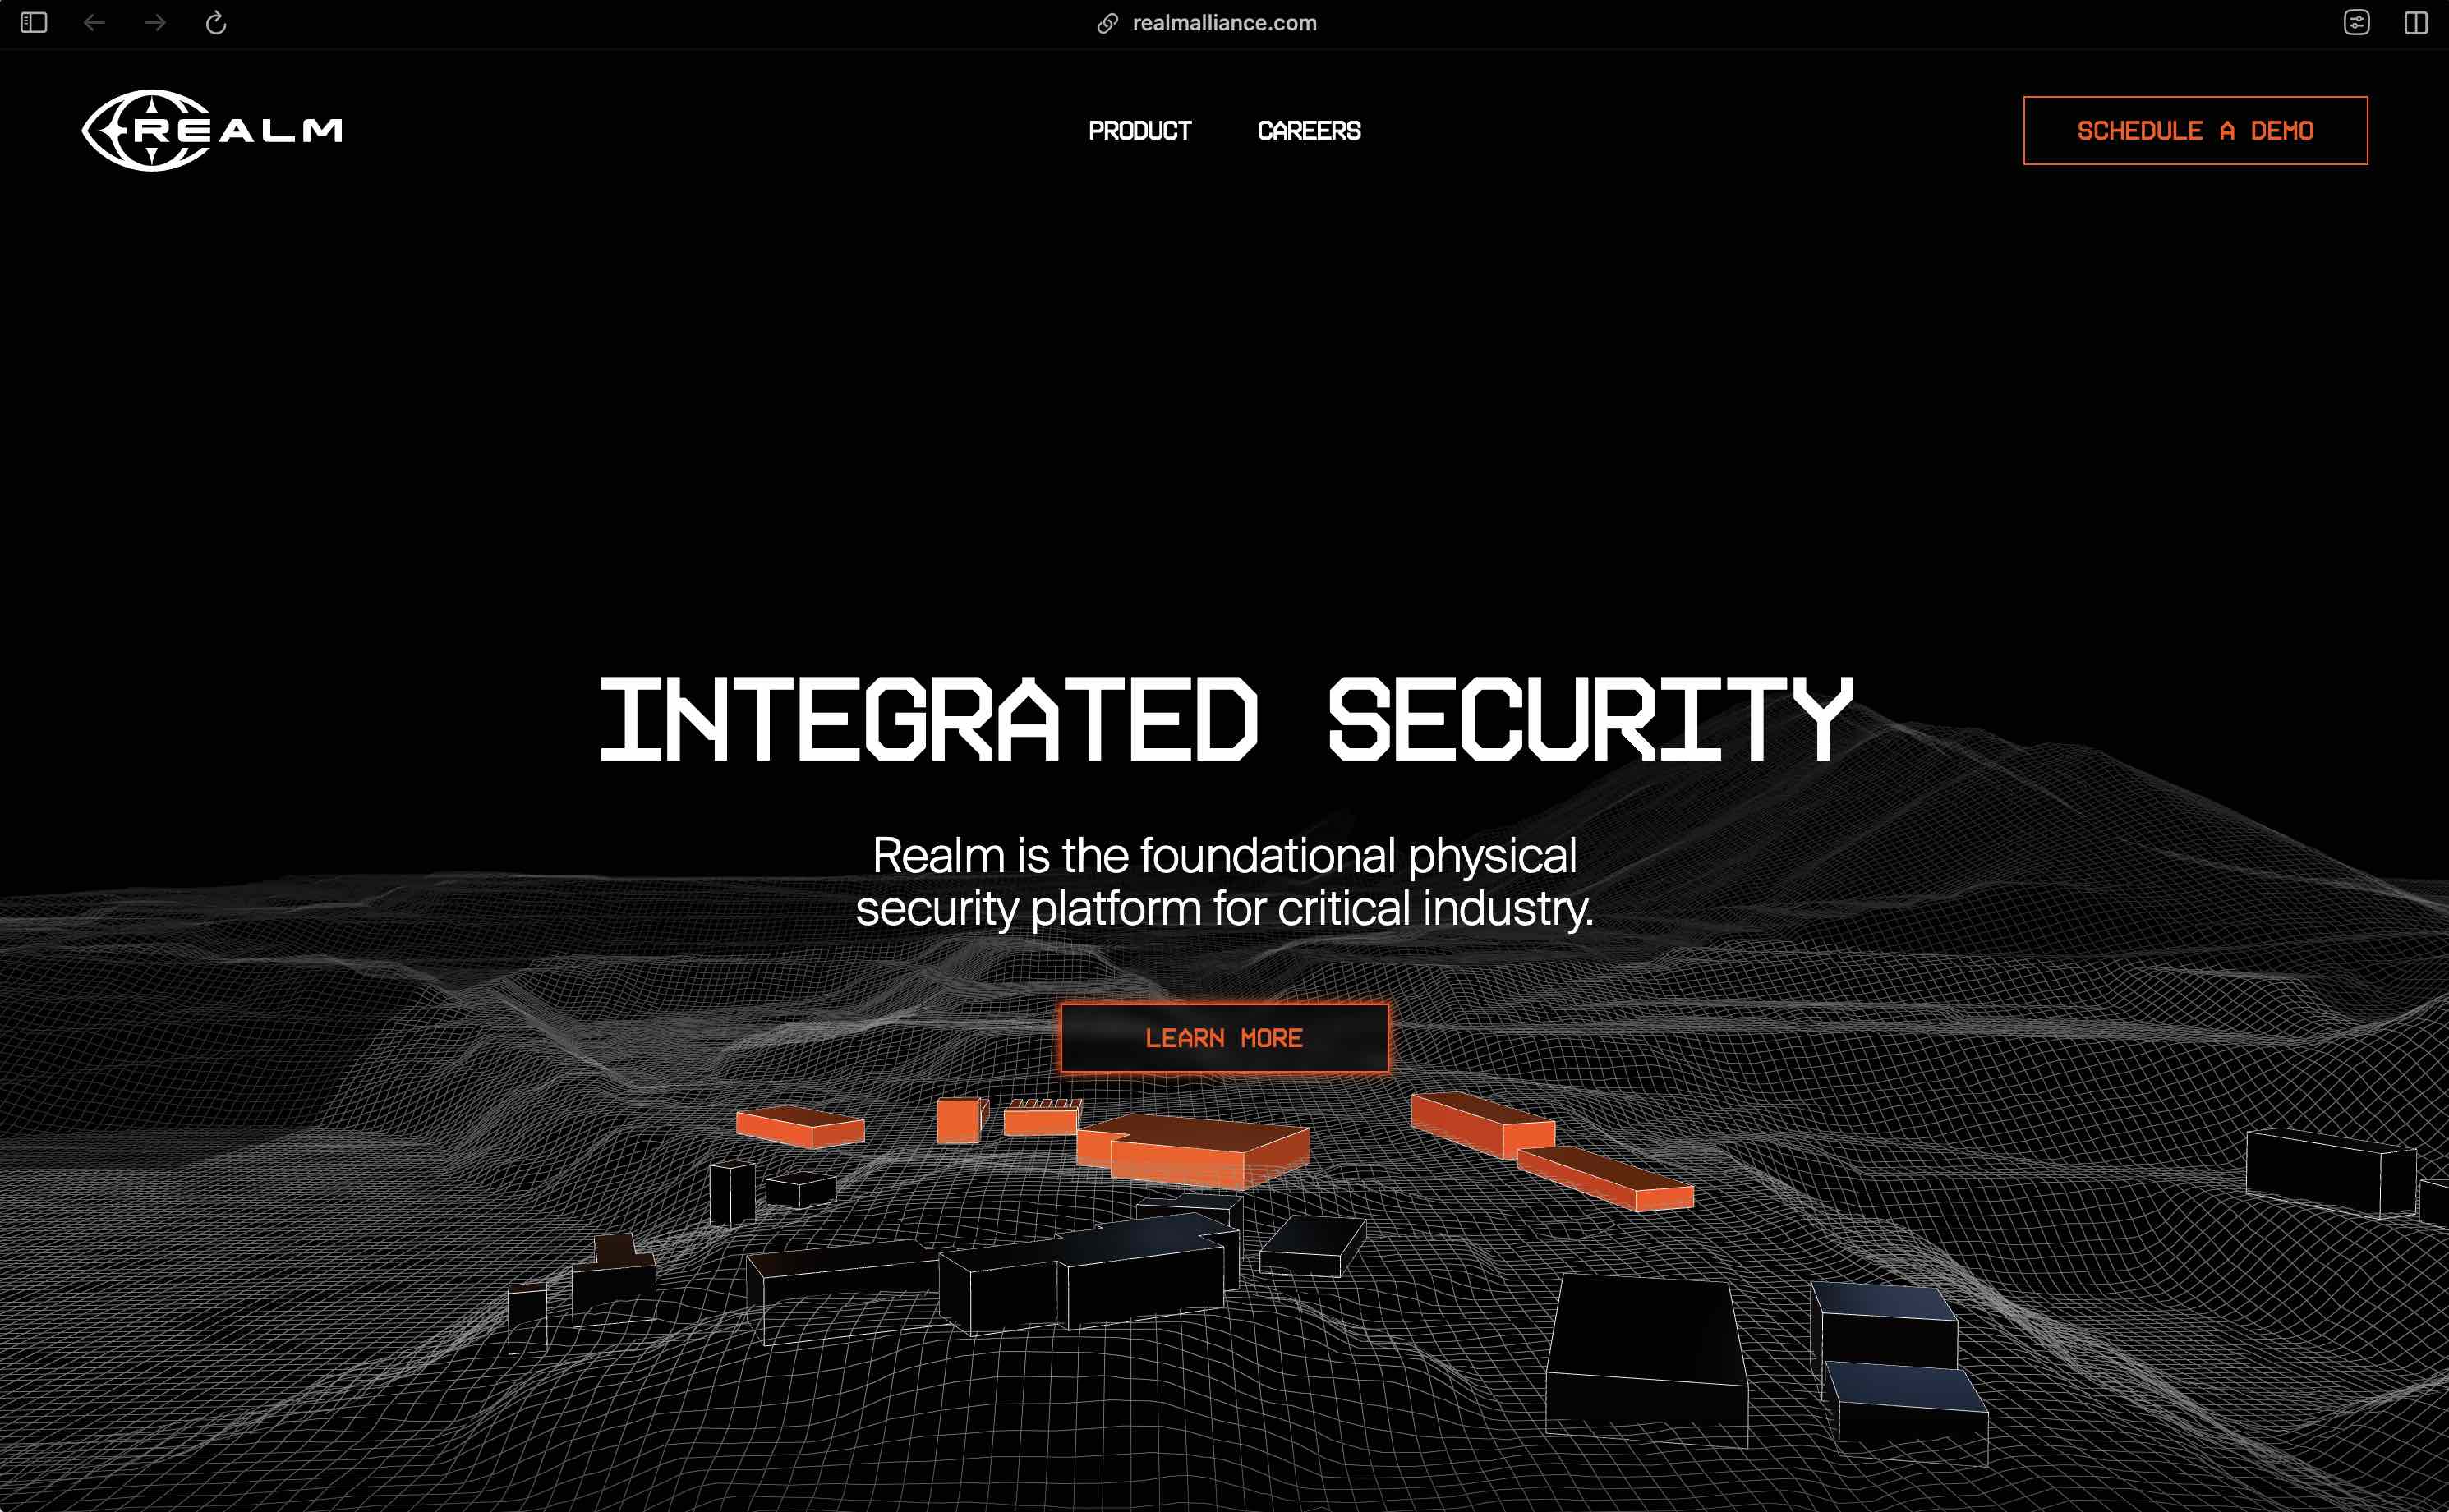 realmalliance.com
REALM
PRODUCT
CAREERS
SCHEDULE A DEMO
INTEGRATED SECURITY
Realm is the foundational physical
security platform for critical industry.
LEARN MORE